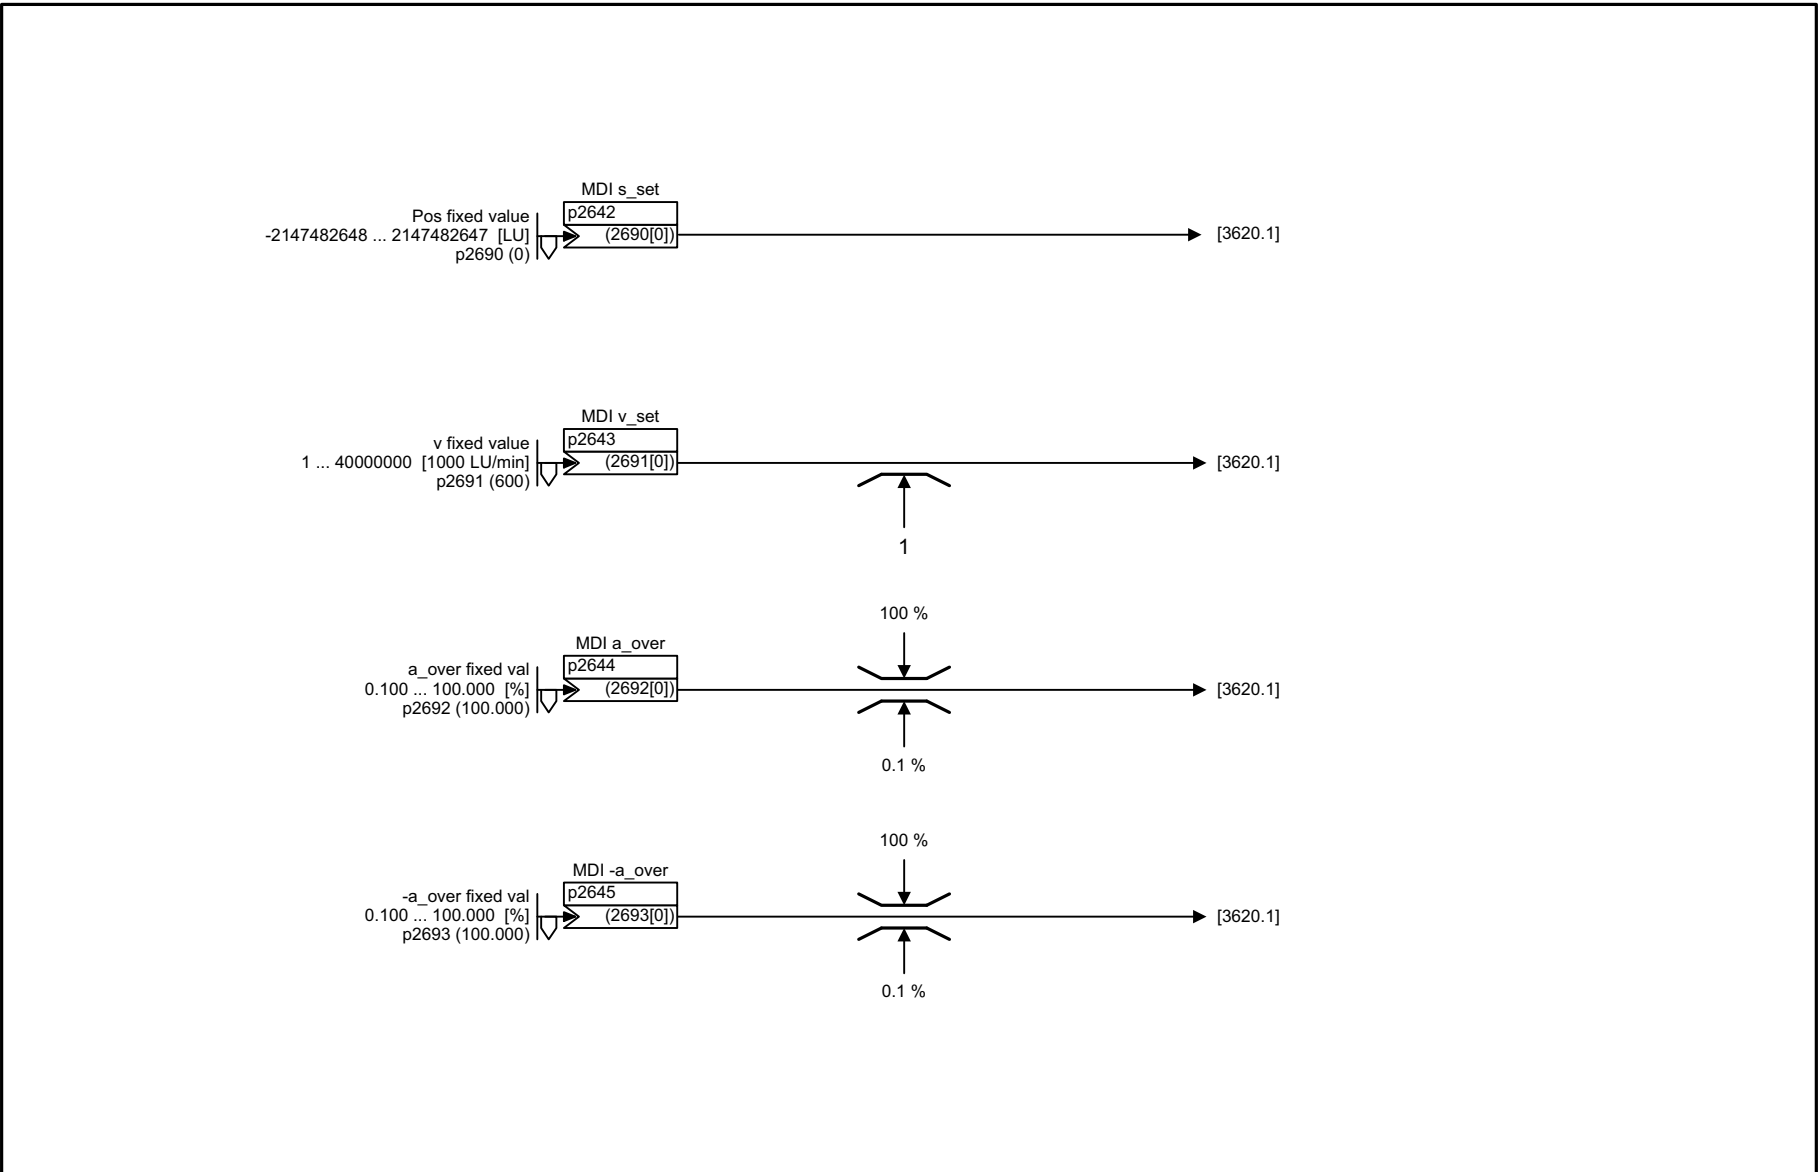 MDI s_set
Pos fixed value
-2147482648 ... 2147482647 [LU]
p2690 (0)
p2642
(2690[0])
[3620.1]
MDI v_set
v fixed value
1 ... 40000000 [1000 LU/min]
p2691 (600)
p2643
(2691[0])
[3620.1]
1
100 %
MDI a_over
a_over fixed val
0.100 ... 100.000 [%]
p2692 (100.000)
p2644
(2692[0])
[3620.1]
0.1 %
100 %
MDI -a_over
-a_over fixed val
0.100 ... 100.000 [%]
p2693 (100.000)
p2645
(2693[0])
[3620.1]
0.1 %